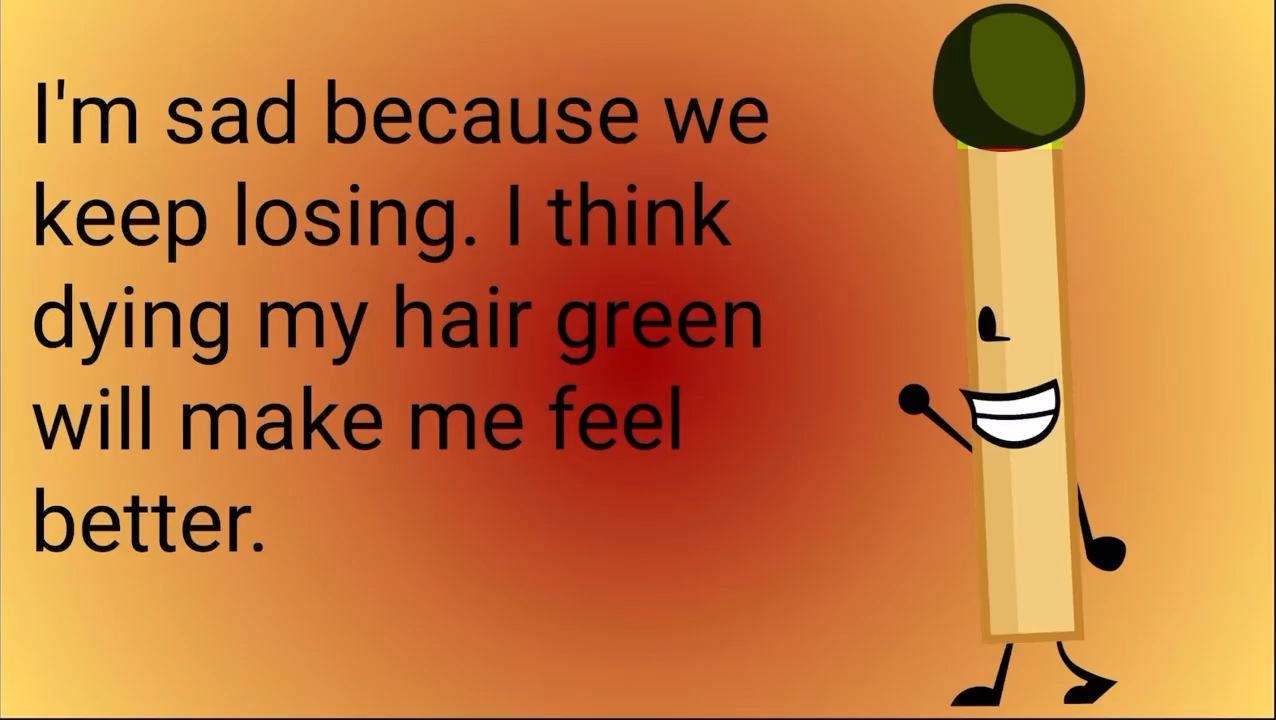 I'm sad because we
keep losing. I think
dying my hair green
will make me feel
better.